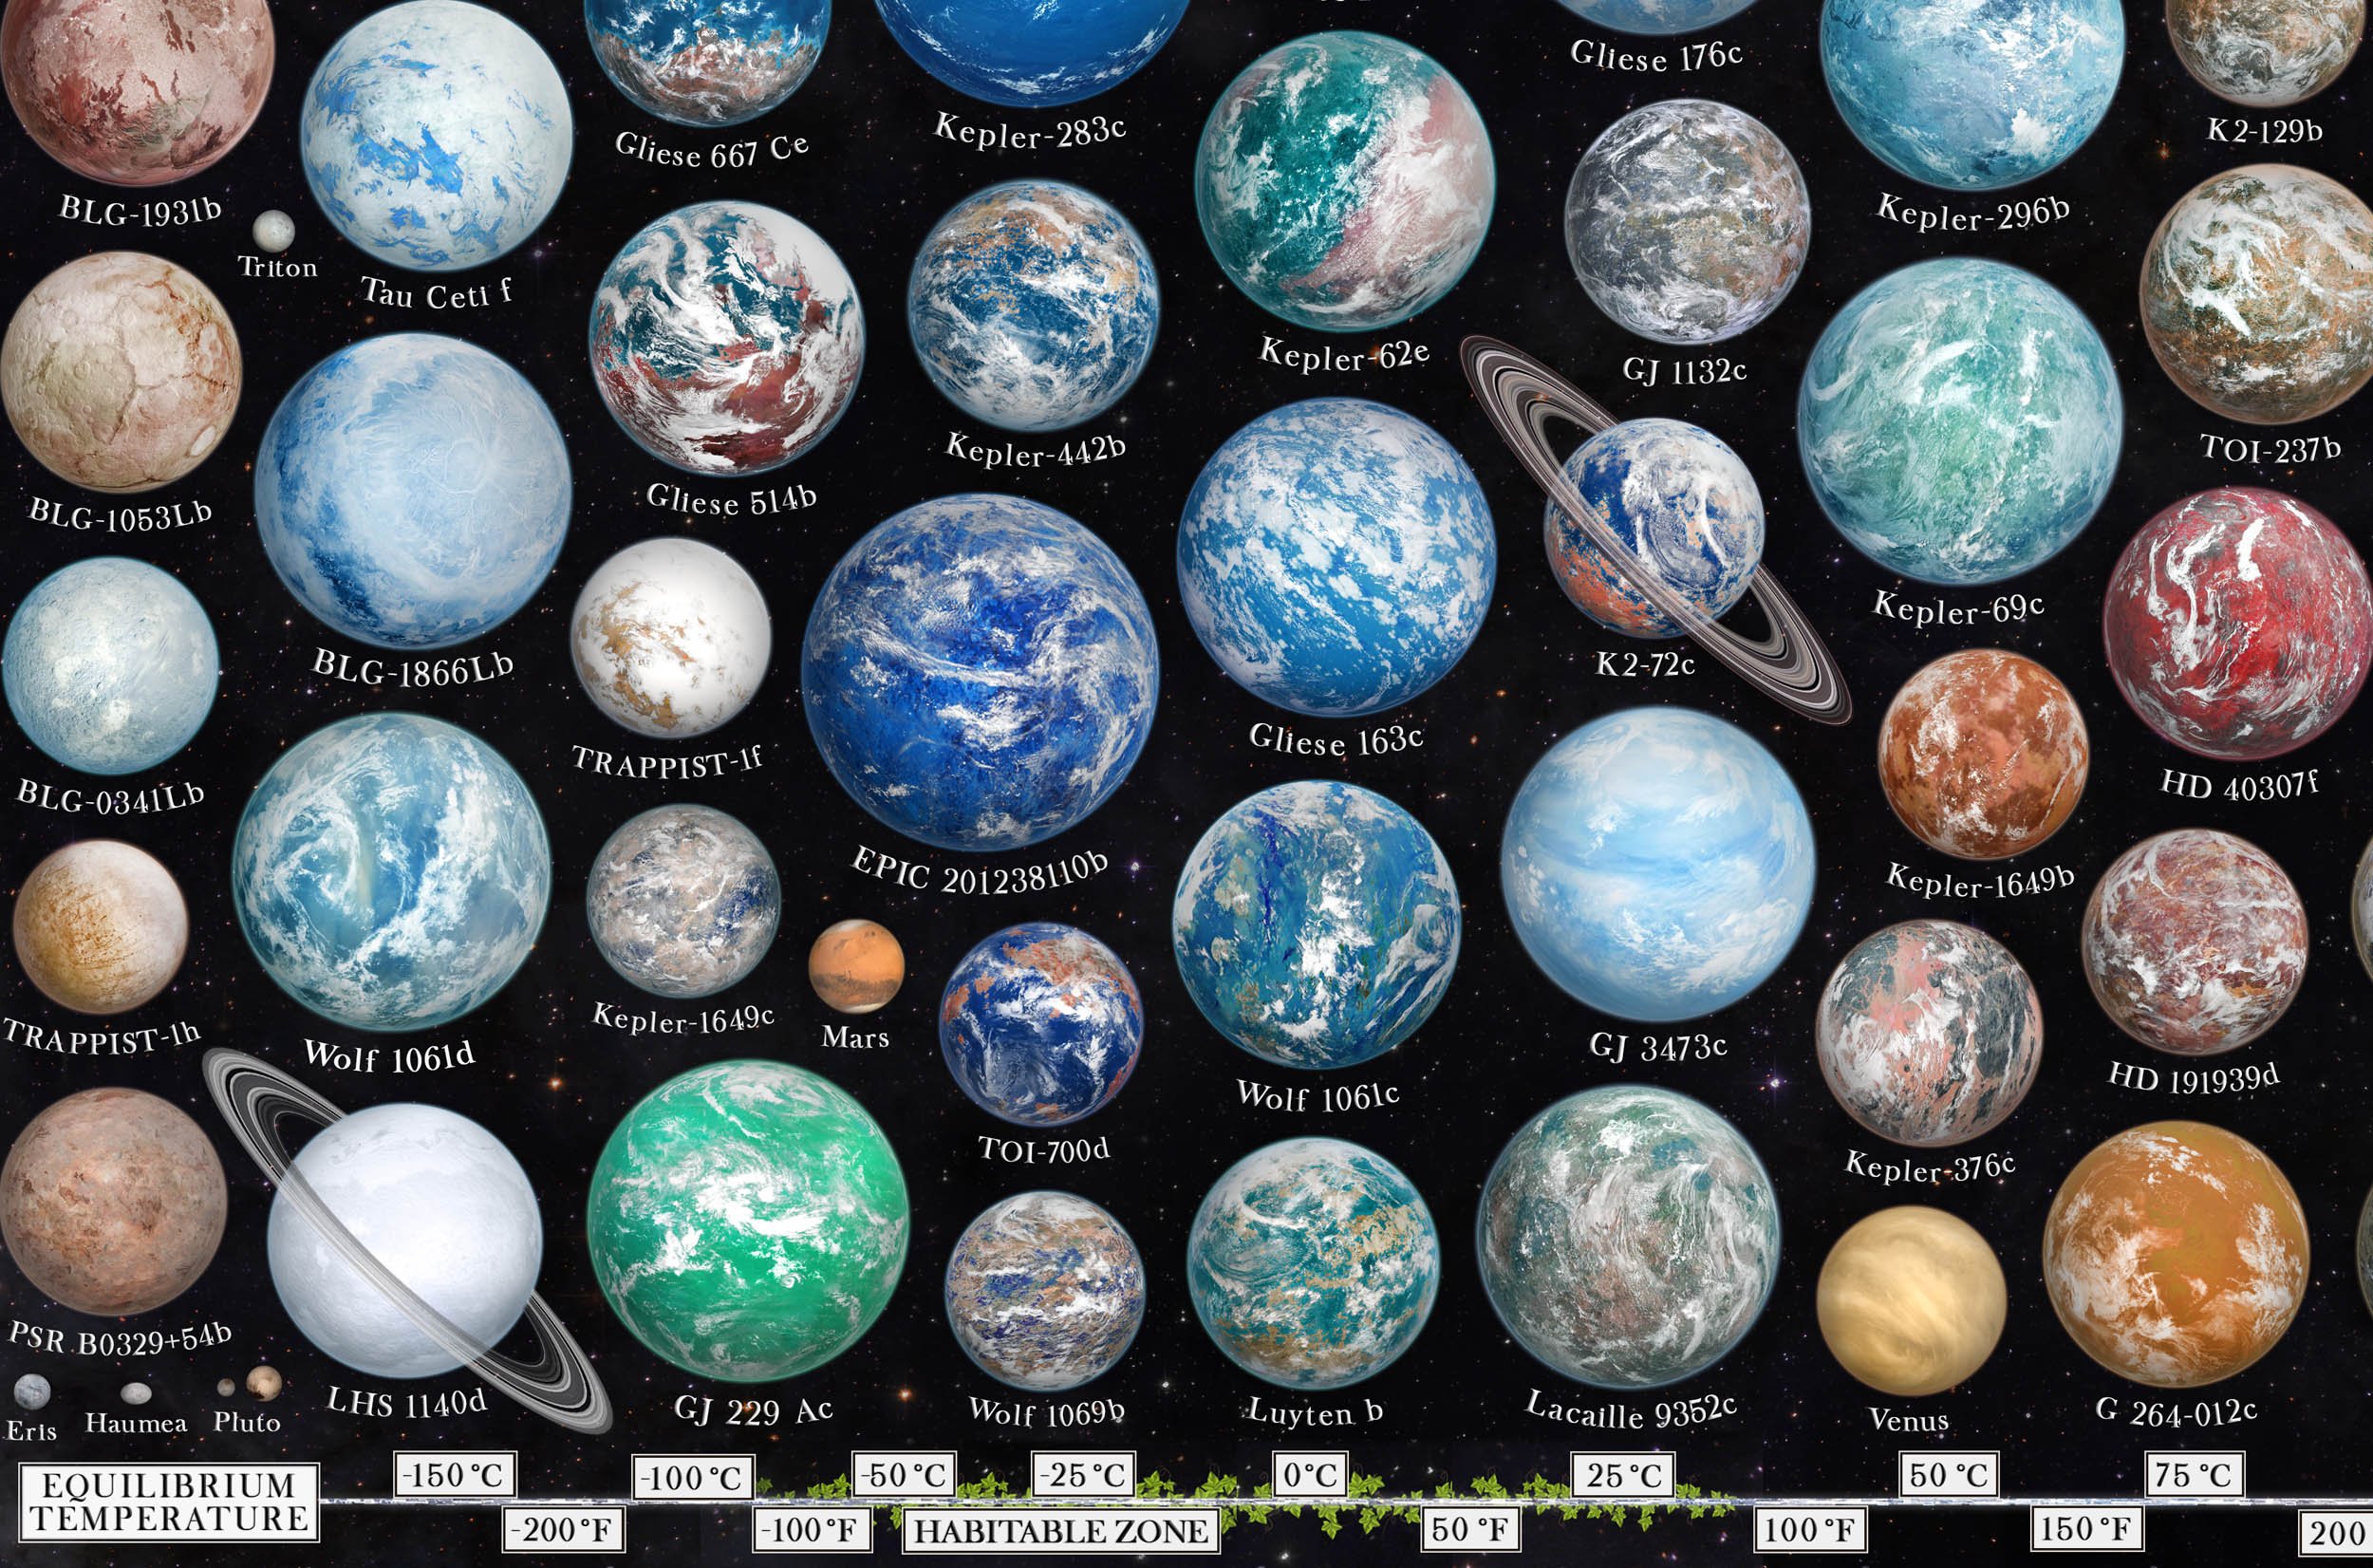 Gliese 176c
Gliese 667 Ce
Kepler-283c
K2-129b
BLG-1931b
Triton
Tau Ceti f
Kepler-296b
Kepler-62e
GJ 1132c
Kepler-442b
TOI-237b
BLG-1053Lb
Gliese 514b
BLG-1866Lb
K2-72c
Kepler-69c
TRAPPIST-1f
Gliese 163c
HD 40307f
BLG-0341Lb
EPIC 201238110b
Kepler-1649b
TRAPPIST-1h
Wolf 1061d
Kepler-1649c
Mars
GJ 3473c
HD 191939d
Wolf 1061c
TOI-700d
Kepler-376c
PSR B0329+54b
Eris
Haumea
Pluto
LHS 1140d
GJ 229 Ac
Wolf 1069b
Luyten b
Lacaille 9352c
Venus
G 264-012c
EQUILIBRIUM
TEMPERATURE
-150 °C
-100 °C
-50 °C
-25 °C
0°C
25 °C
50 °C
75 °C
-200 °F
-100 °F
HABITABLE ZONE
50 °F
100 °F
150 °F
200